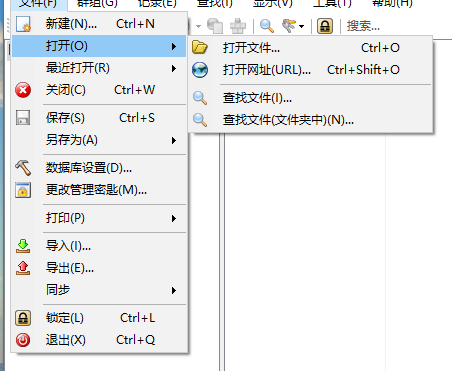 文件(F) 群组(G) 记录(E) 查找(I) 显示(V) 工具(T) 帮助(H)
搜索...
新建(N)... Ctrl+N
打开(O)
最近打开(R)
关闭(C) Ctrl+W
保存(S) Ctrl+S
另存为(A)
数据库设置(D)...
更改管理密匙(M)...
打印(P)
导入(I)...
导出(E)...
同步
锁定(L) Ctrl+L
退出(X) Ctrl+Q
打开文件... Ctrl+O
打开网址(URL)... Ctrl+Shift+O
查找文件(I)...
查找文件(文件夹中)(N)...